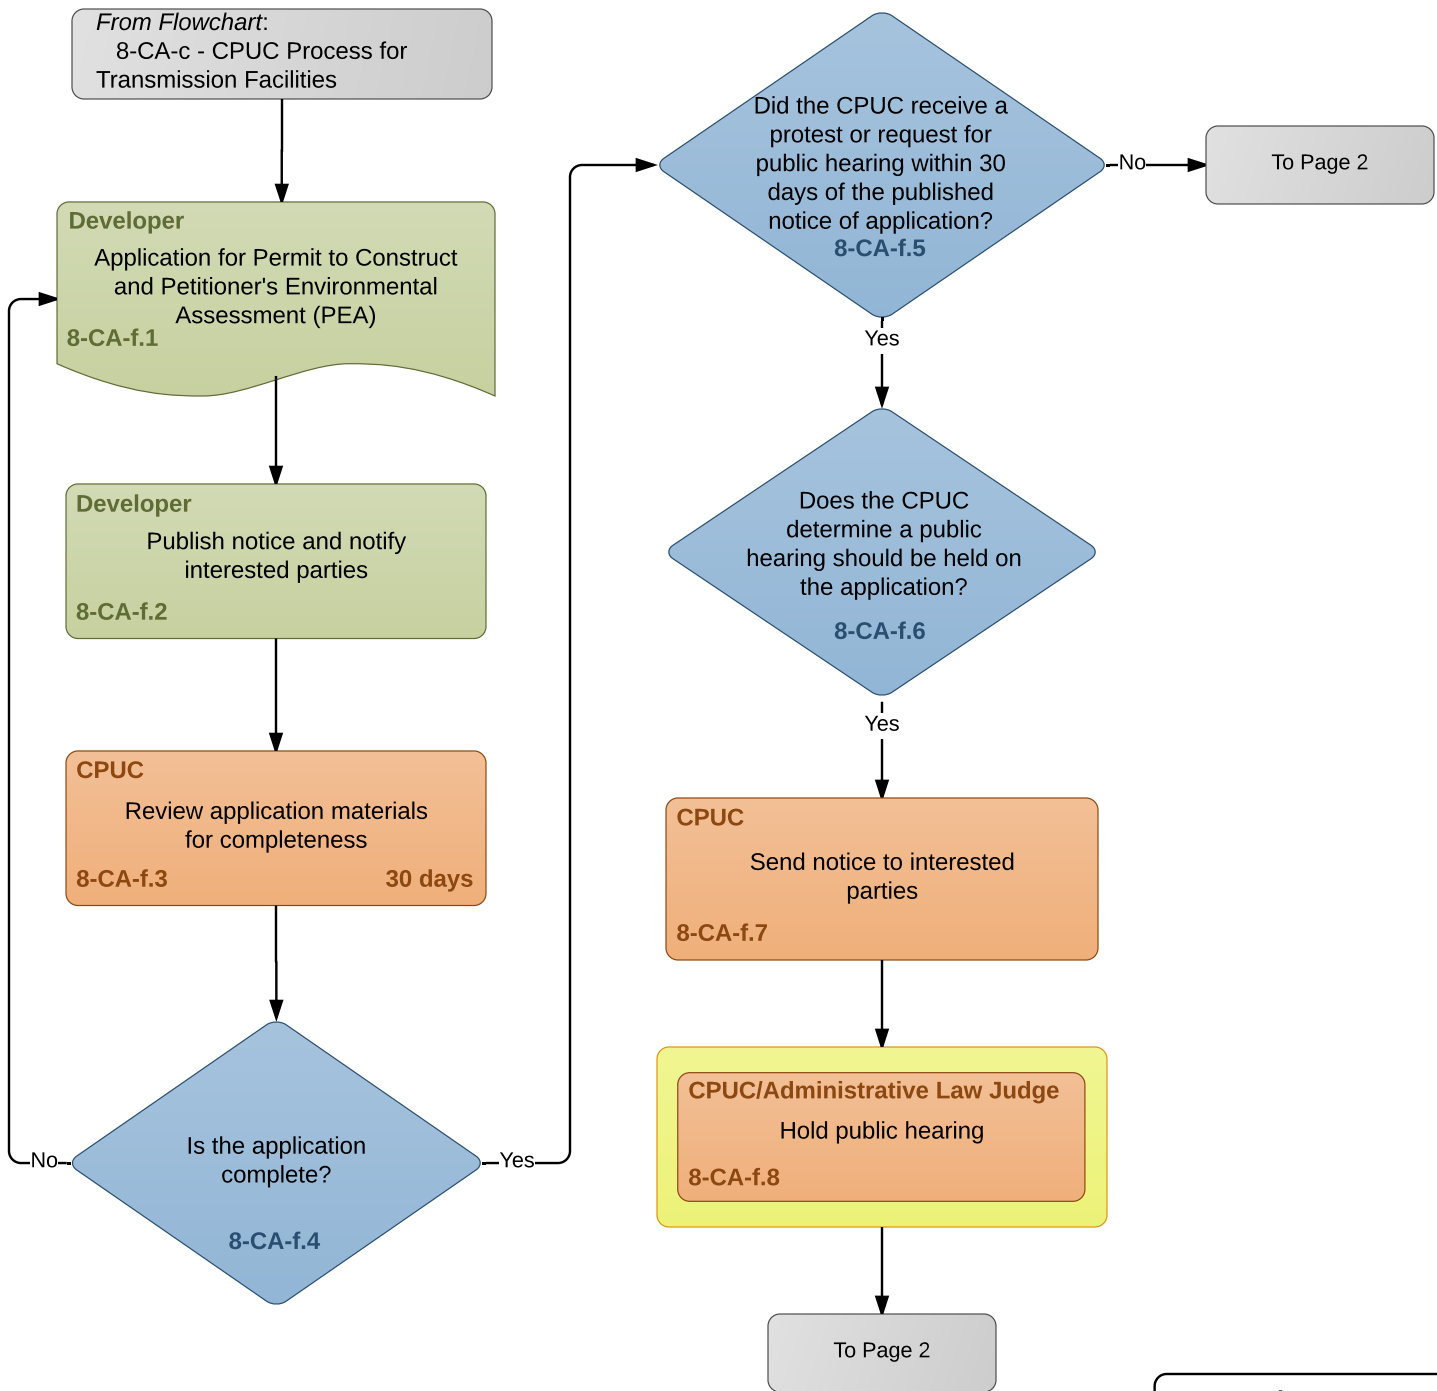 From Flowchart:
8-CA-c - CPUC Process for
Transmission Facilities
Developer
Application for Permit to Construct
and Petitioner's Environmental
Assessment (PEA)
8-CA-f.1
Developer
Publish notice and notify
interested parties
8-CA-f.2
CPUC
Review application materials
for completeness
8-CA-f.3 30 days
Is the application
complete?
8-CA-f.4
No
Yes
Did the CPUC receive a
protest or request for
public hearing within 30
days of the published
notice of application?
8-CA-f.5
No
To Page 2
Yes
Does the CPUC
determine a public
hearing should be held on
the application?
8-CA-f.6
Yes
CPUC
Send notice to interested
parties
8-CA-f.7
CPUC/Administrative Law Judge
Hold public hearing
8-CA-f.8
To Page 2